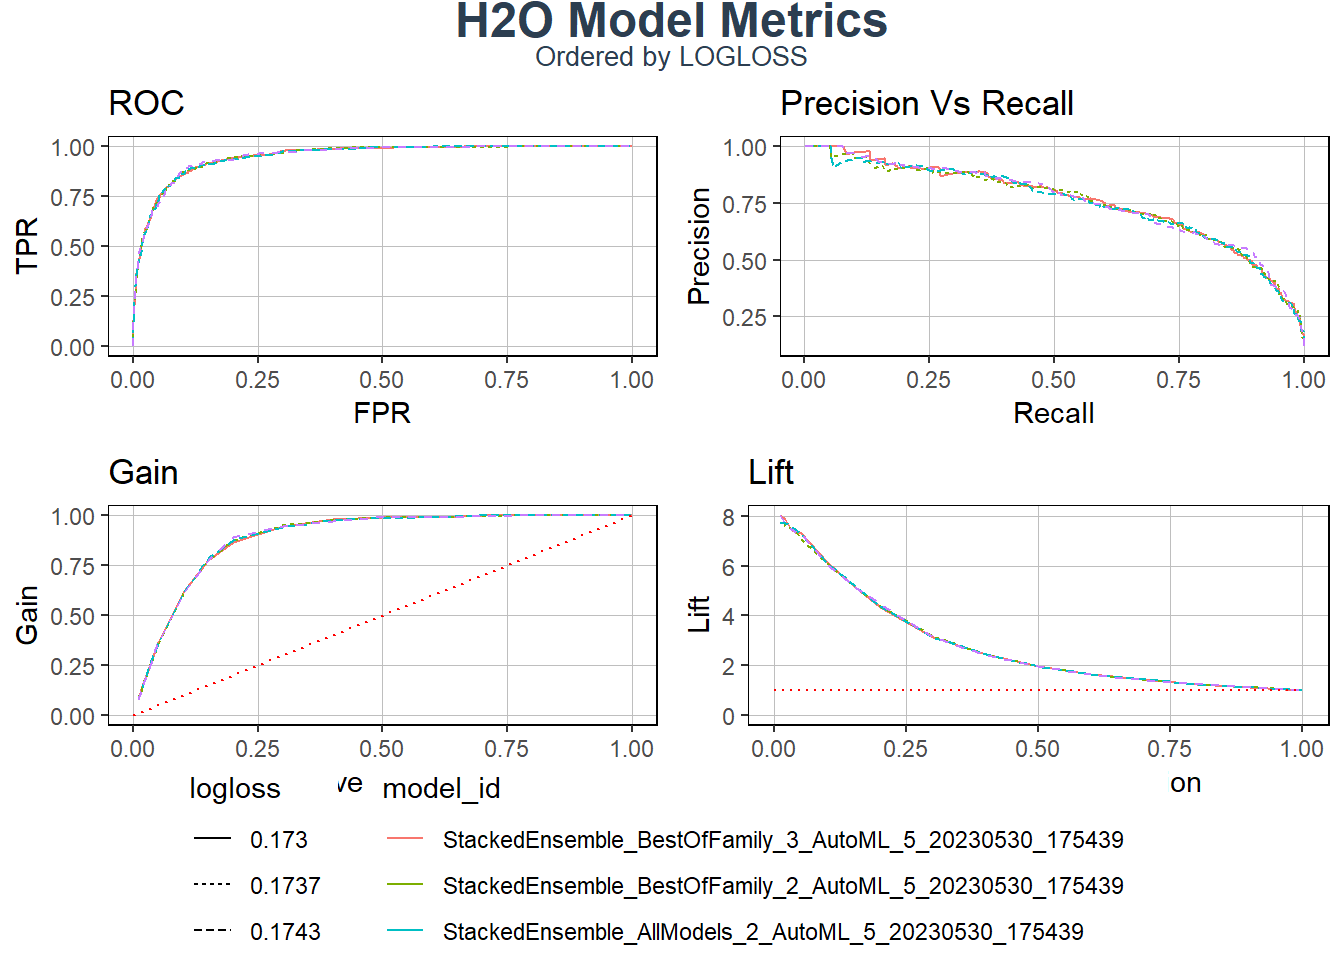 H2O Model Metrics
Ordered by LOGLOSS
ROC
1.00
0.75
0.50
0.25
0.00
TPR
0.00 0.25 0.50 0.75 1.00
FPR
Precision Vs Recall
1.00
0.75
0.50
0.25
Precision
0.00 0.25 0.50 0.75 1.00
Recall
Gain
1.00
0.75
0.50
0.25
0.00
Gain
0.00 0.25 0.50 0.75 1.00
Lift
8
6
4
2
0
Lift
0.00 0.25 0.50 0.75 1.00
ve
on
logloss
0.173
0.1737
0.1743
model_id
StackedEnsemble_BestOfFamily_3_AutoML_5_20230530_175439
StackedEnsemble_BestOfFamily_2_AutoML_5_20230530_175439
StackedEnsemble_AllModels_2_AutoML_5_20230530_175439